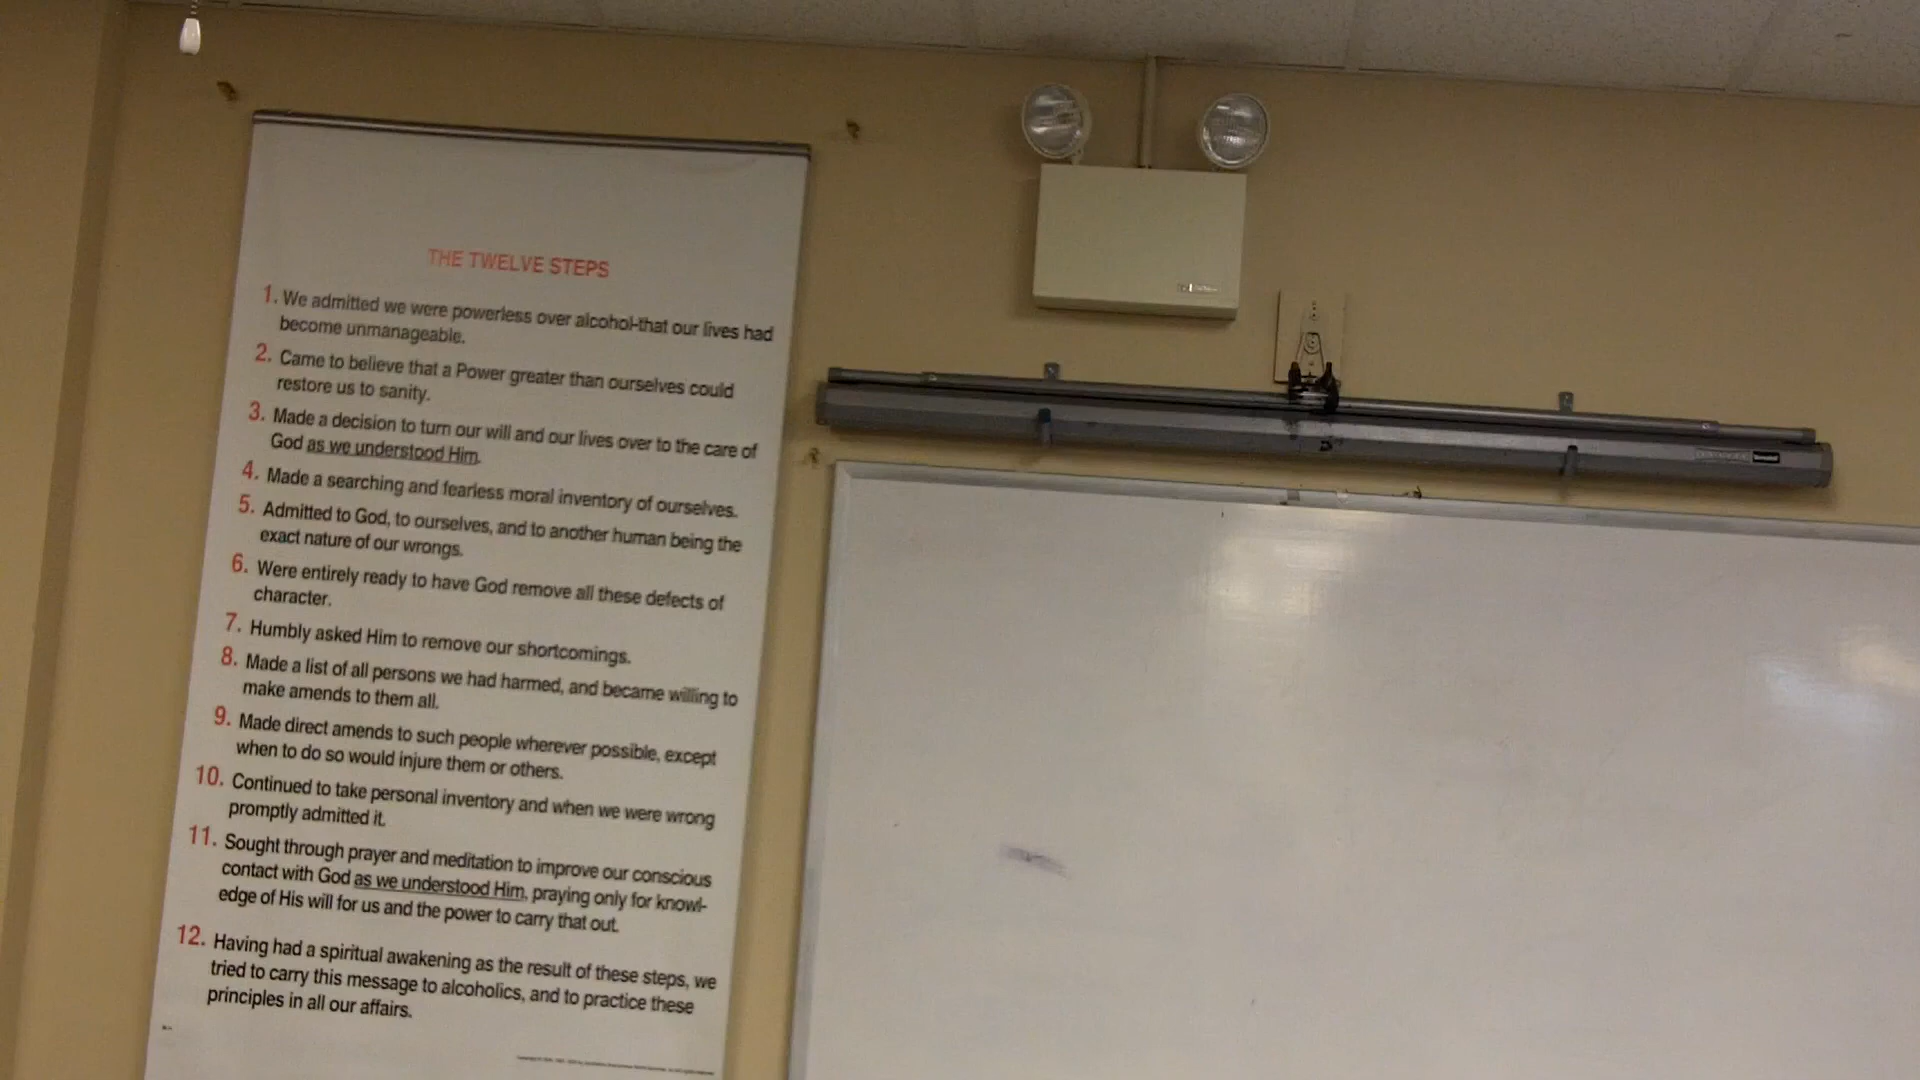 THE TWELVE STEPS
1. We admitted we were powerless over alcohol-that our lives had
become unmanageable.
2. Came to believe that a Power greater than ourselves could
restore us to sanity.
3. Made a decision to turn our will and our lives over to the care of
God as we understood Him.
4. Made a searching and fearless moral inventory of ourselves.
5. Admitted to God, to ourselves, and to another human being the
exact nature of our wrongs.
6. Were entirely ready to have God remove all these defects of
character.
7. Humbly asked Him to remove our shortcomings.
8. Made a list of all persons we had harmed, and became willing to
make amends to them all.
9. Made direct amends to such people wherever possible, except
when to do so would injure them or others.
10. Continued to take personal inventory and when we were wrong
promptly admitted it.
11. Sought through prayer and meditation to improve our conscious
contact with God as we understood Him, praying only for knowl-
edge of His will for us and the power to carry that out.
12. Having had a spiritual awakening as the result of these steps, we
tried to carry this message to alcoholics, and to practice these
principles in all our affairs.